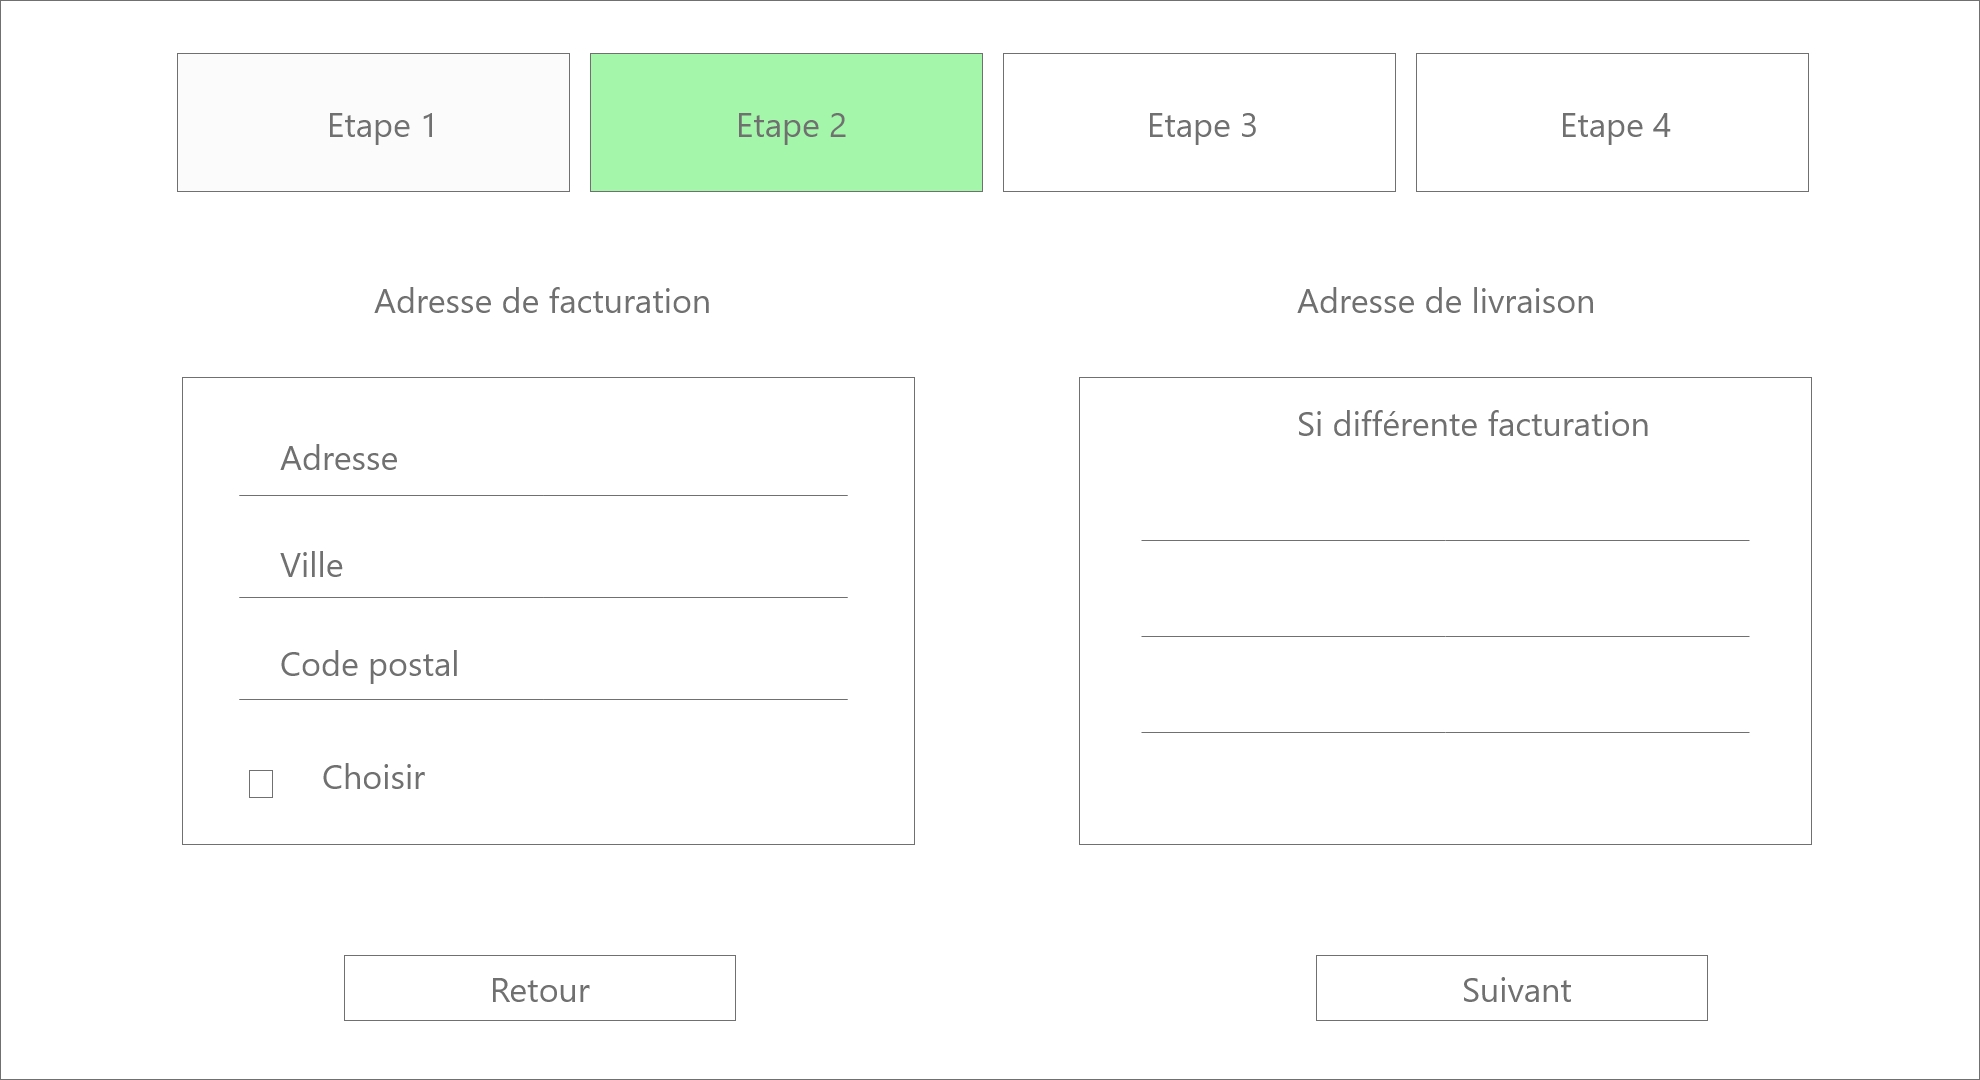 Etape 1
Etape 2
Etape 3
Etape 4
Adresse de facturation
Adresse de livraison
Adresse
Ville
Code postal
Choisir
Si différente facturation
Retour
Suivant